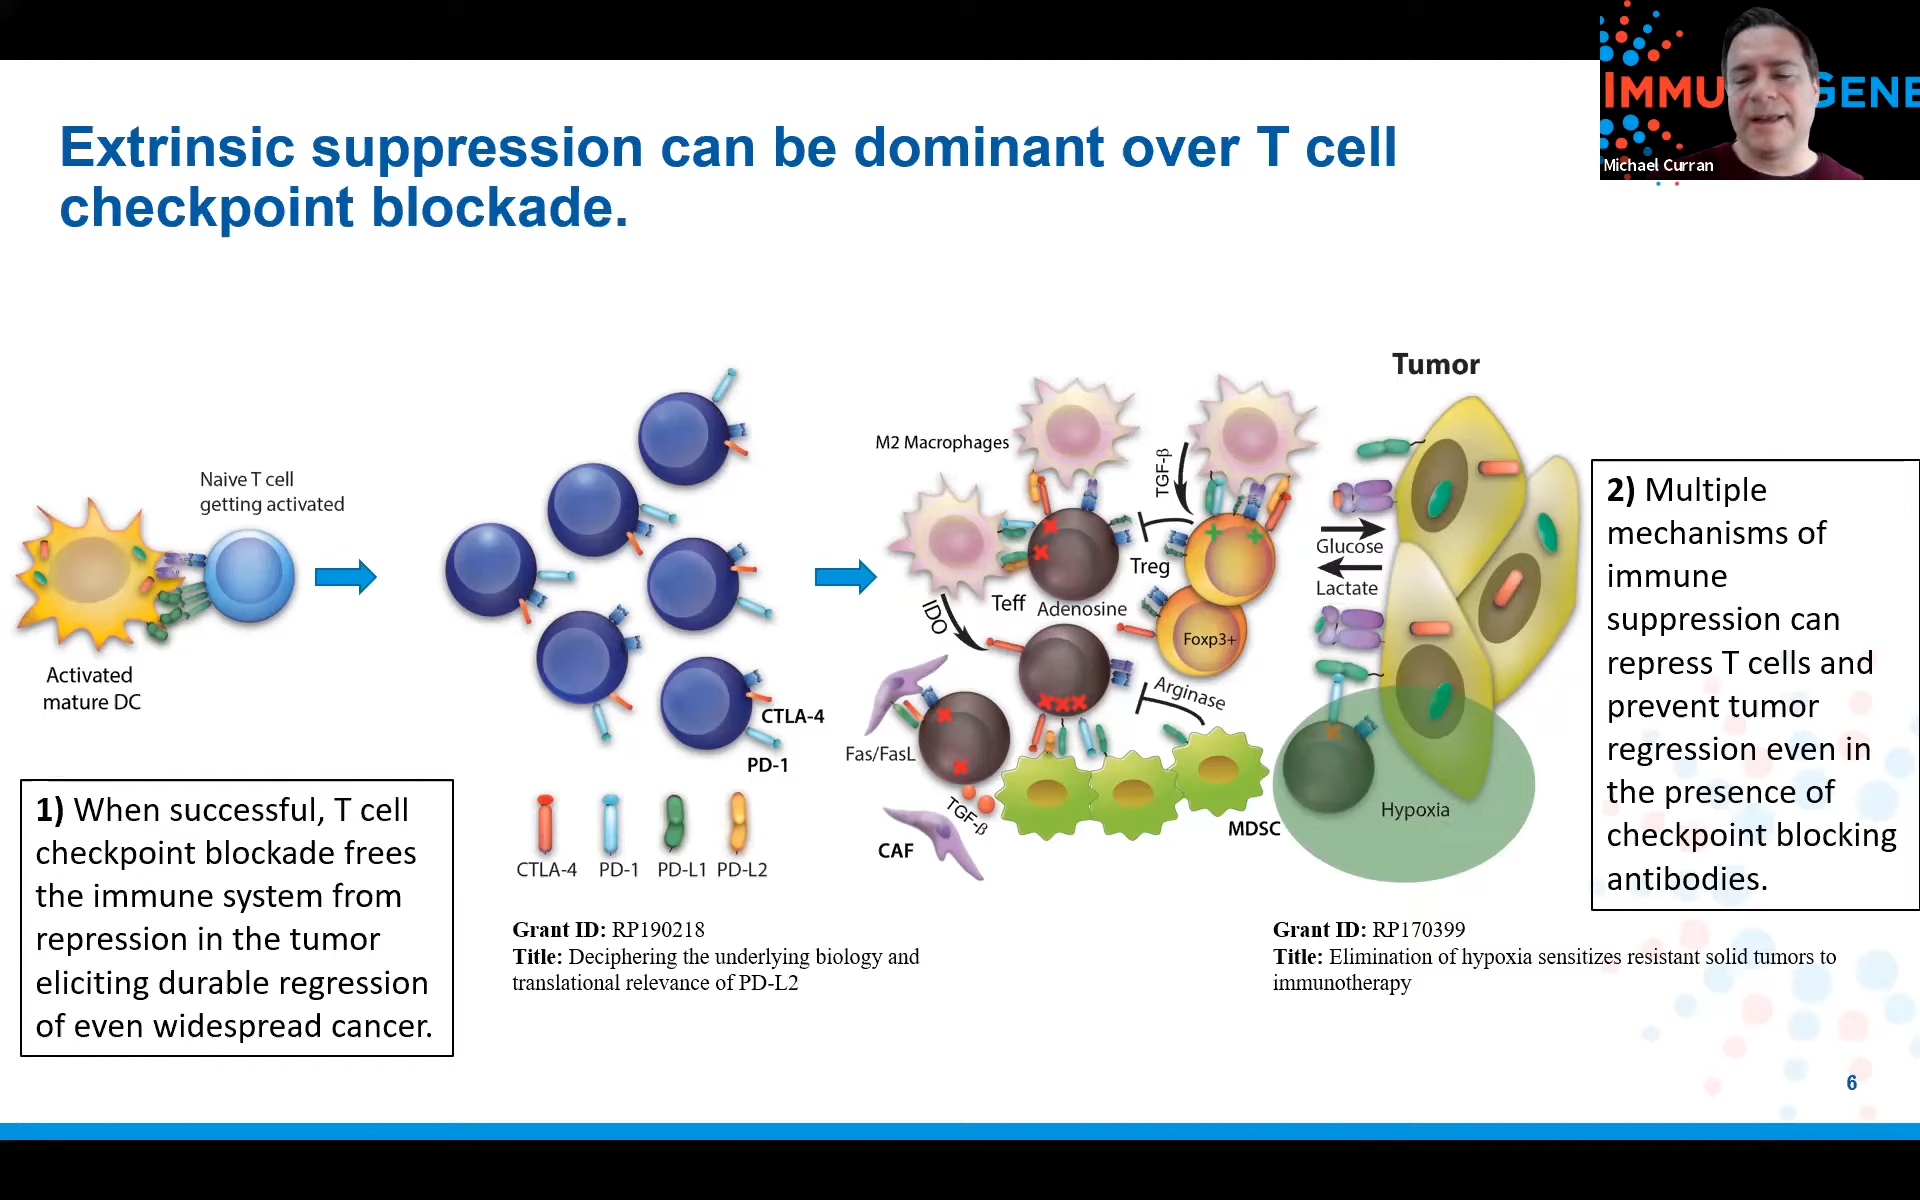 IMMU GENE
Michael Curran
Extrinsic suppression can be dominant over T cell
checkpoint blockade.
Naive T cell
getting activated
Activated
mature DC
CTLA-4
PD-1
CTLA-4 PD-1 PD-L1 PD-L2
M2 Macrophages
TGF-β
Treg
Teff
Adenosine
IDO
Foxp3+
Arginase
Fas/FasL
TGF-β
CAF
MDSC
Tumor
Glucose
Lactate
Hypoxia
1) When successful, T cell
checkpoint blockade frees
the immune system from
repression in the tumor
eliciting durable regression
of even widespread cancer.
2) Multiple
mechanisms of
immune
suppression can
repress T cells and
prevent tumor
regression even in
the presence of
checkpoint blocking
antibodies.
Grant ID: RP190218
Title: Deciphering the underlying biology and
translational relevance of PD-L2
Grant ID: RP170399
Title: Elimination of hypoxia sensitizes resistant solid tumors to
immunotherapy
6